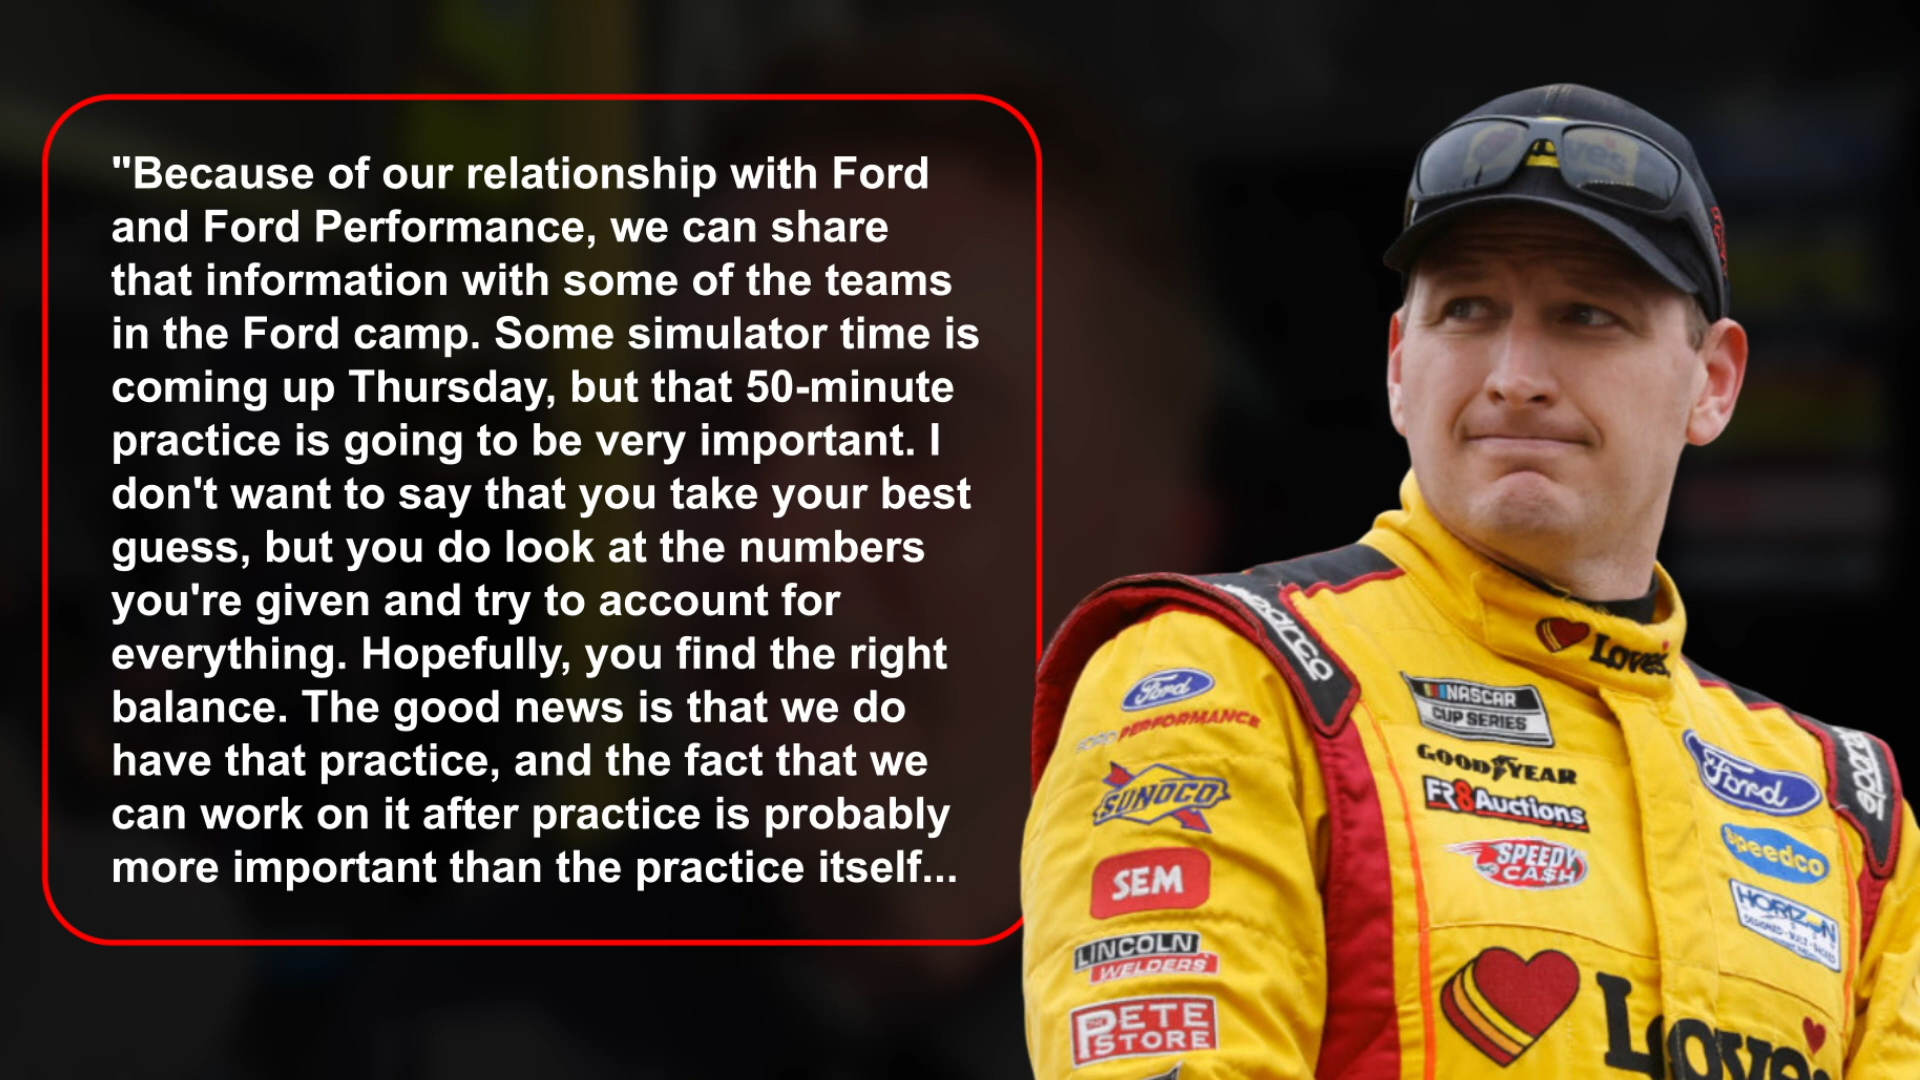 "Because of our relationship with Ford
and Ford Performance, we can share
that information with some of the teams
in the Ford camp. Some simulator time is
coming up Thursday, but that 50-minute
practice is going to be very important. I
don't want to say that you take your best
guess, but you do look at the numbers
you're given and try to account for
everything. Hopefully, you find the right
balance. The good news is that we do
have that practice, and the fact that we
can work on it after practice is probably
more important than the practice itself...
sparco
Love's
Ford
FORD PERFORMANCE
SUNOCO
SEM
LINCOLN
WELDERS
THE PETE
STORE
NASCAR
CUP SERIES
GOODYEAR
FR8Auctions
SPEEDY
CA$H
Ford
sparco
speedco
HORIZON
Love's